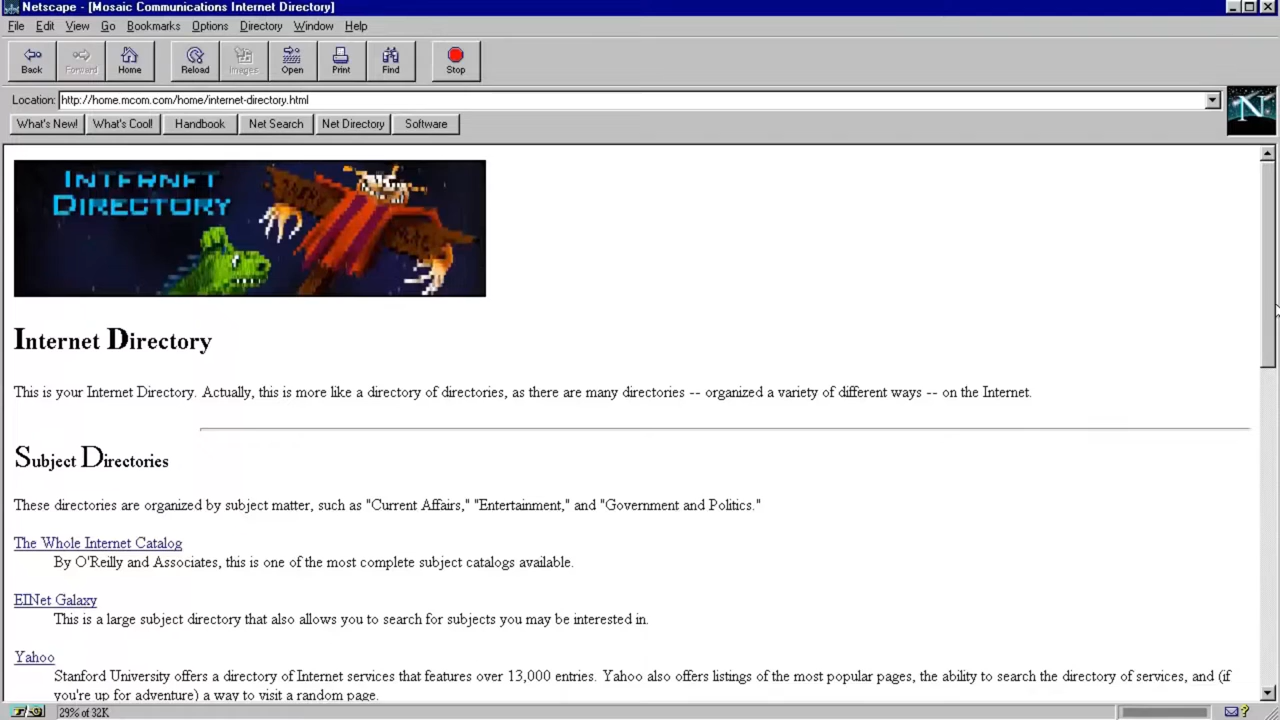 Netscape - [Mosaic Communications Internet Directory]
File Edit View Go Bookmarks Options Directory Window Help
Back Forward Home Reload Images Open Print Find Stop
Location: http://home.mcom.com/home/internet-directory.html
N
What's New! What's Cool! Handbook Net Search Net Directory Software
INTERNET
DIRECTORY
HERE
Internet Directory
This is your Internet Directory. Actually, this is more like a directory of directories, as there are many directories -- organized a variety of different ways -- on the Internet.
Subject Directories
These directories are organized by subject matter, such as "Current Affairs," "Entertainment," and "Government and Politics."
The Whole Internet Catalog
By O'Reilly and Associates, this is one of the most complete subject catalogs available.
EINet Galaxy
This is a large subject directory that also allows you to search for subjects you may be interested in.
Yahoo
Stanford University offers a directory of Internet services that features over 13,000 entries. Yahoo also offers listings of the most popular pages, the ability to search the directory of services, and (if
you're up for adventure) a way to visit a random page.
29% of 32K
?